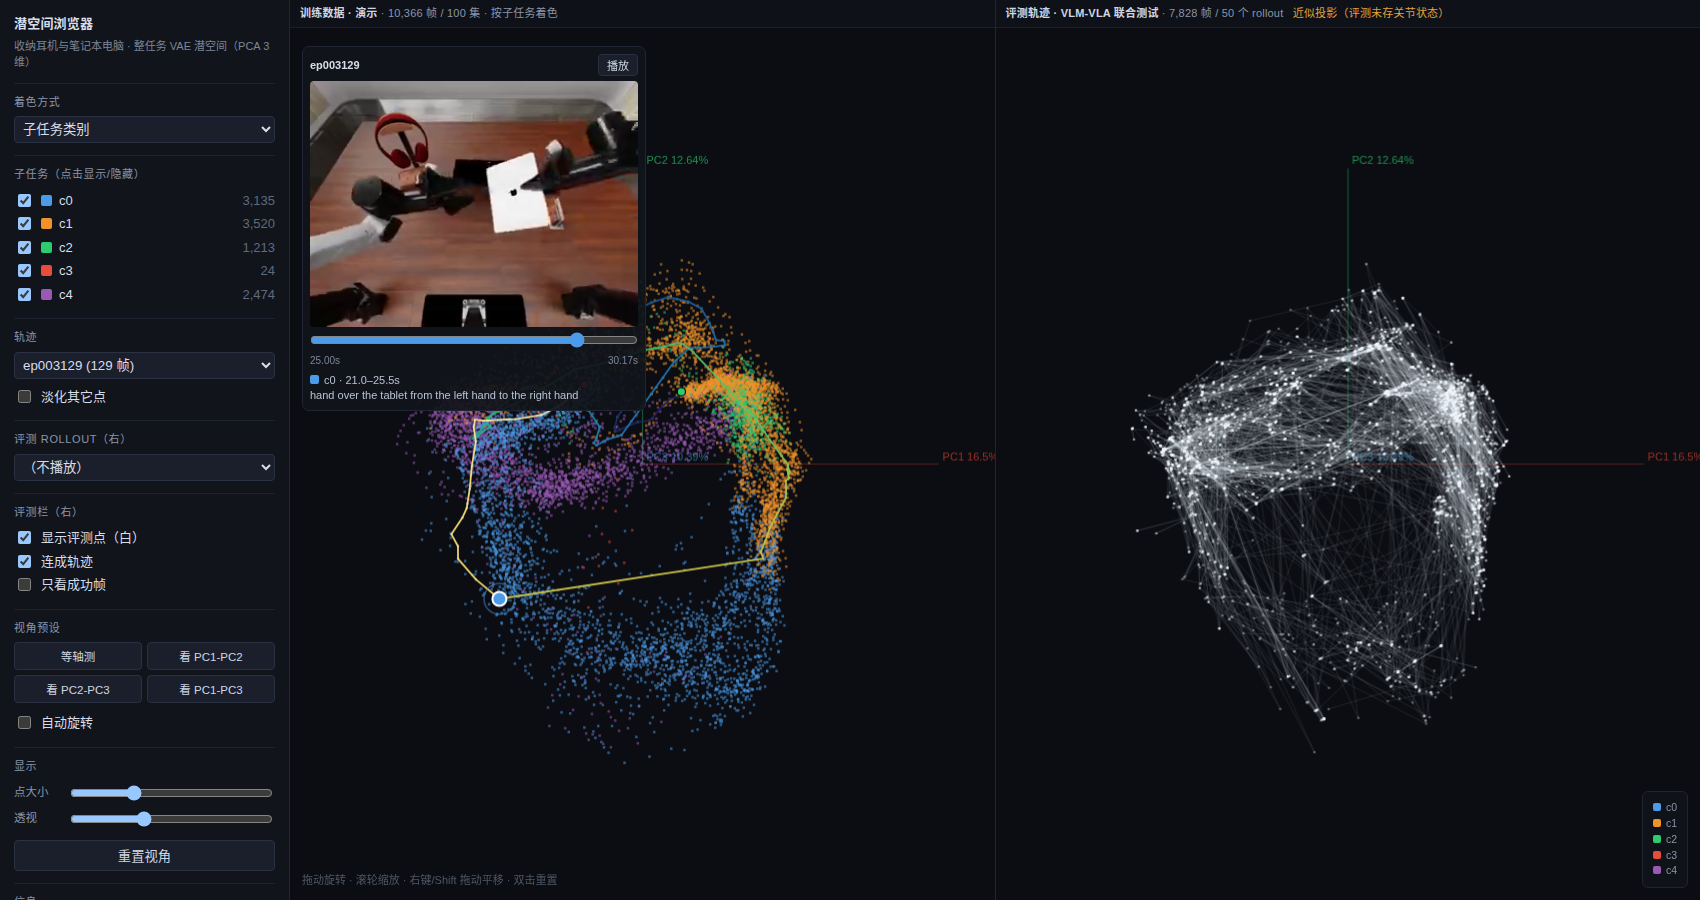 潜空间浏览器
收纳耳机与笔记本电脑 · 整任务 VAE 潜空间（PCA 3
维）
着色方式
子任务类别
子任务（点击显示/隐藏）
c0 3,135
c1 3,520
c2 1,213
c3 24
c4 2,474
轨迹
ep003129 (129 帧)
淡化其它点
评测 ROLLOUT（右）
（不播放）
评测栏（右）
显示评测点（白）
连成轨迹
只看成功帧
视角预设
等轴测
看 PC1-PC2
看 PC2-PC3
看 PC1-PC3
自动旋转
显示
点大小
透视
重置视角
训练数据 · 演示 · 10,366 帧 / 100 集 · 按子任务着色
ep003129
播放
25.00s
30.17s
c0 · 21.0–25.5s
hand over the tablet from the left hand to the right hand
PC2 12.64%
PC1 16.5%
拖动旋转 · 滚轮缩放 · 右键/Shift 拖动平移 · 双击重置
评测轨迹 · VLM-VLA 联合测试 · 7,828 帧 / 50 个 rollout 近似投影（评测未存关节状态）
PC2 12.64%
PC1 16.5
c0
c1
c2
c3
c4